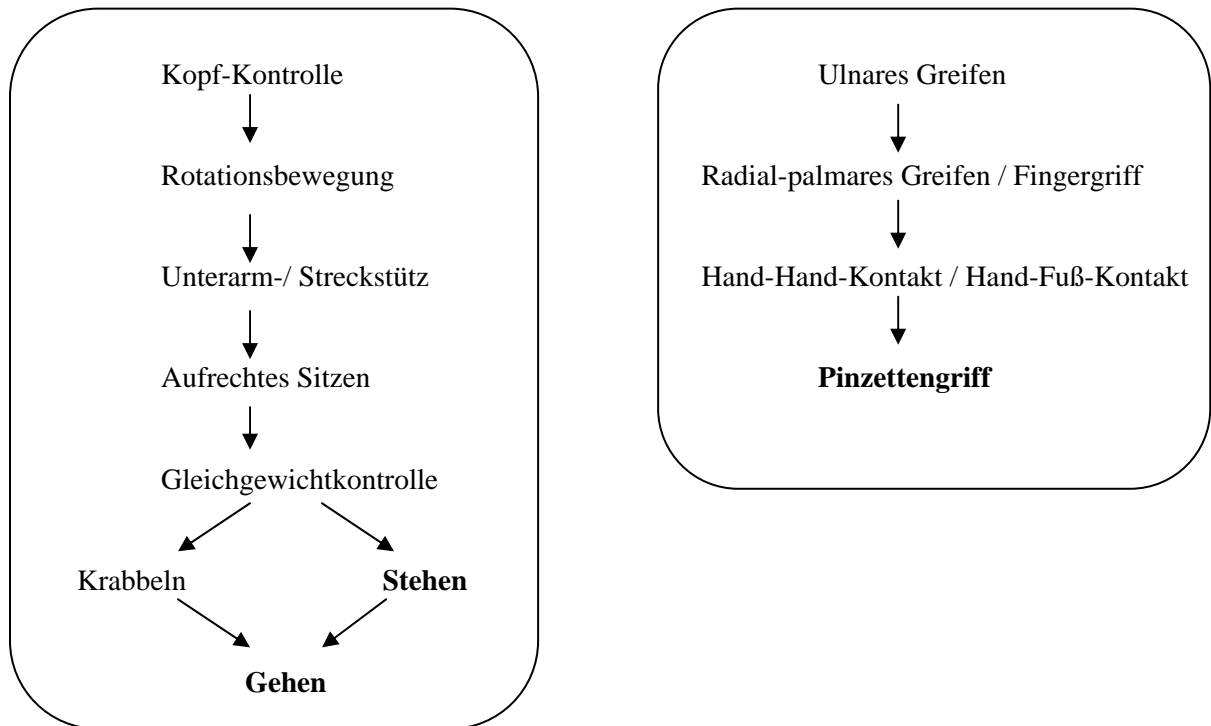 Kopf-Kontrolle
Rotationsbewegung
Unterarm-/ Streckstütz
Aufrechtes Sitzen
Gleichgewichtkontrolle
Krabbeln
Stehen
Gehen
Ulnares Greifen
Radial-palmares Greifen / Fingergriff
Hand-Hand-Kontakt / Hand-Fuß-Kontakt
Pinzettengriff